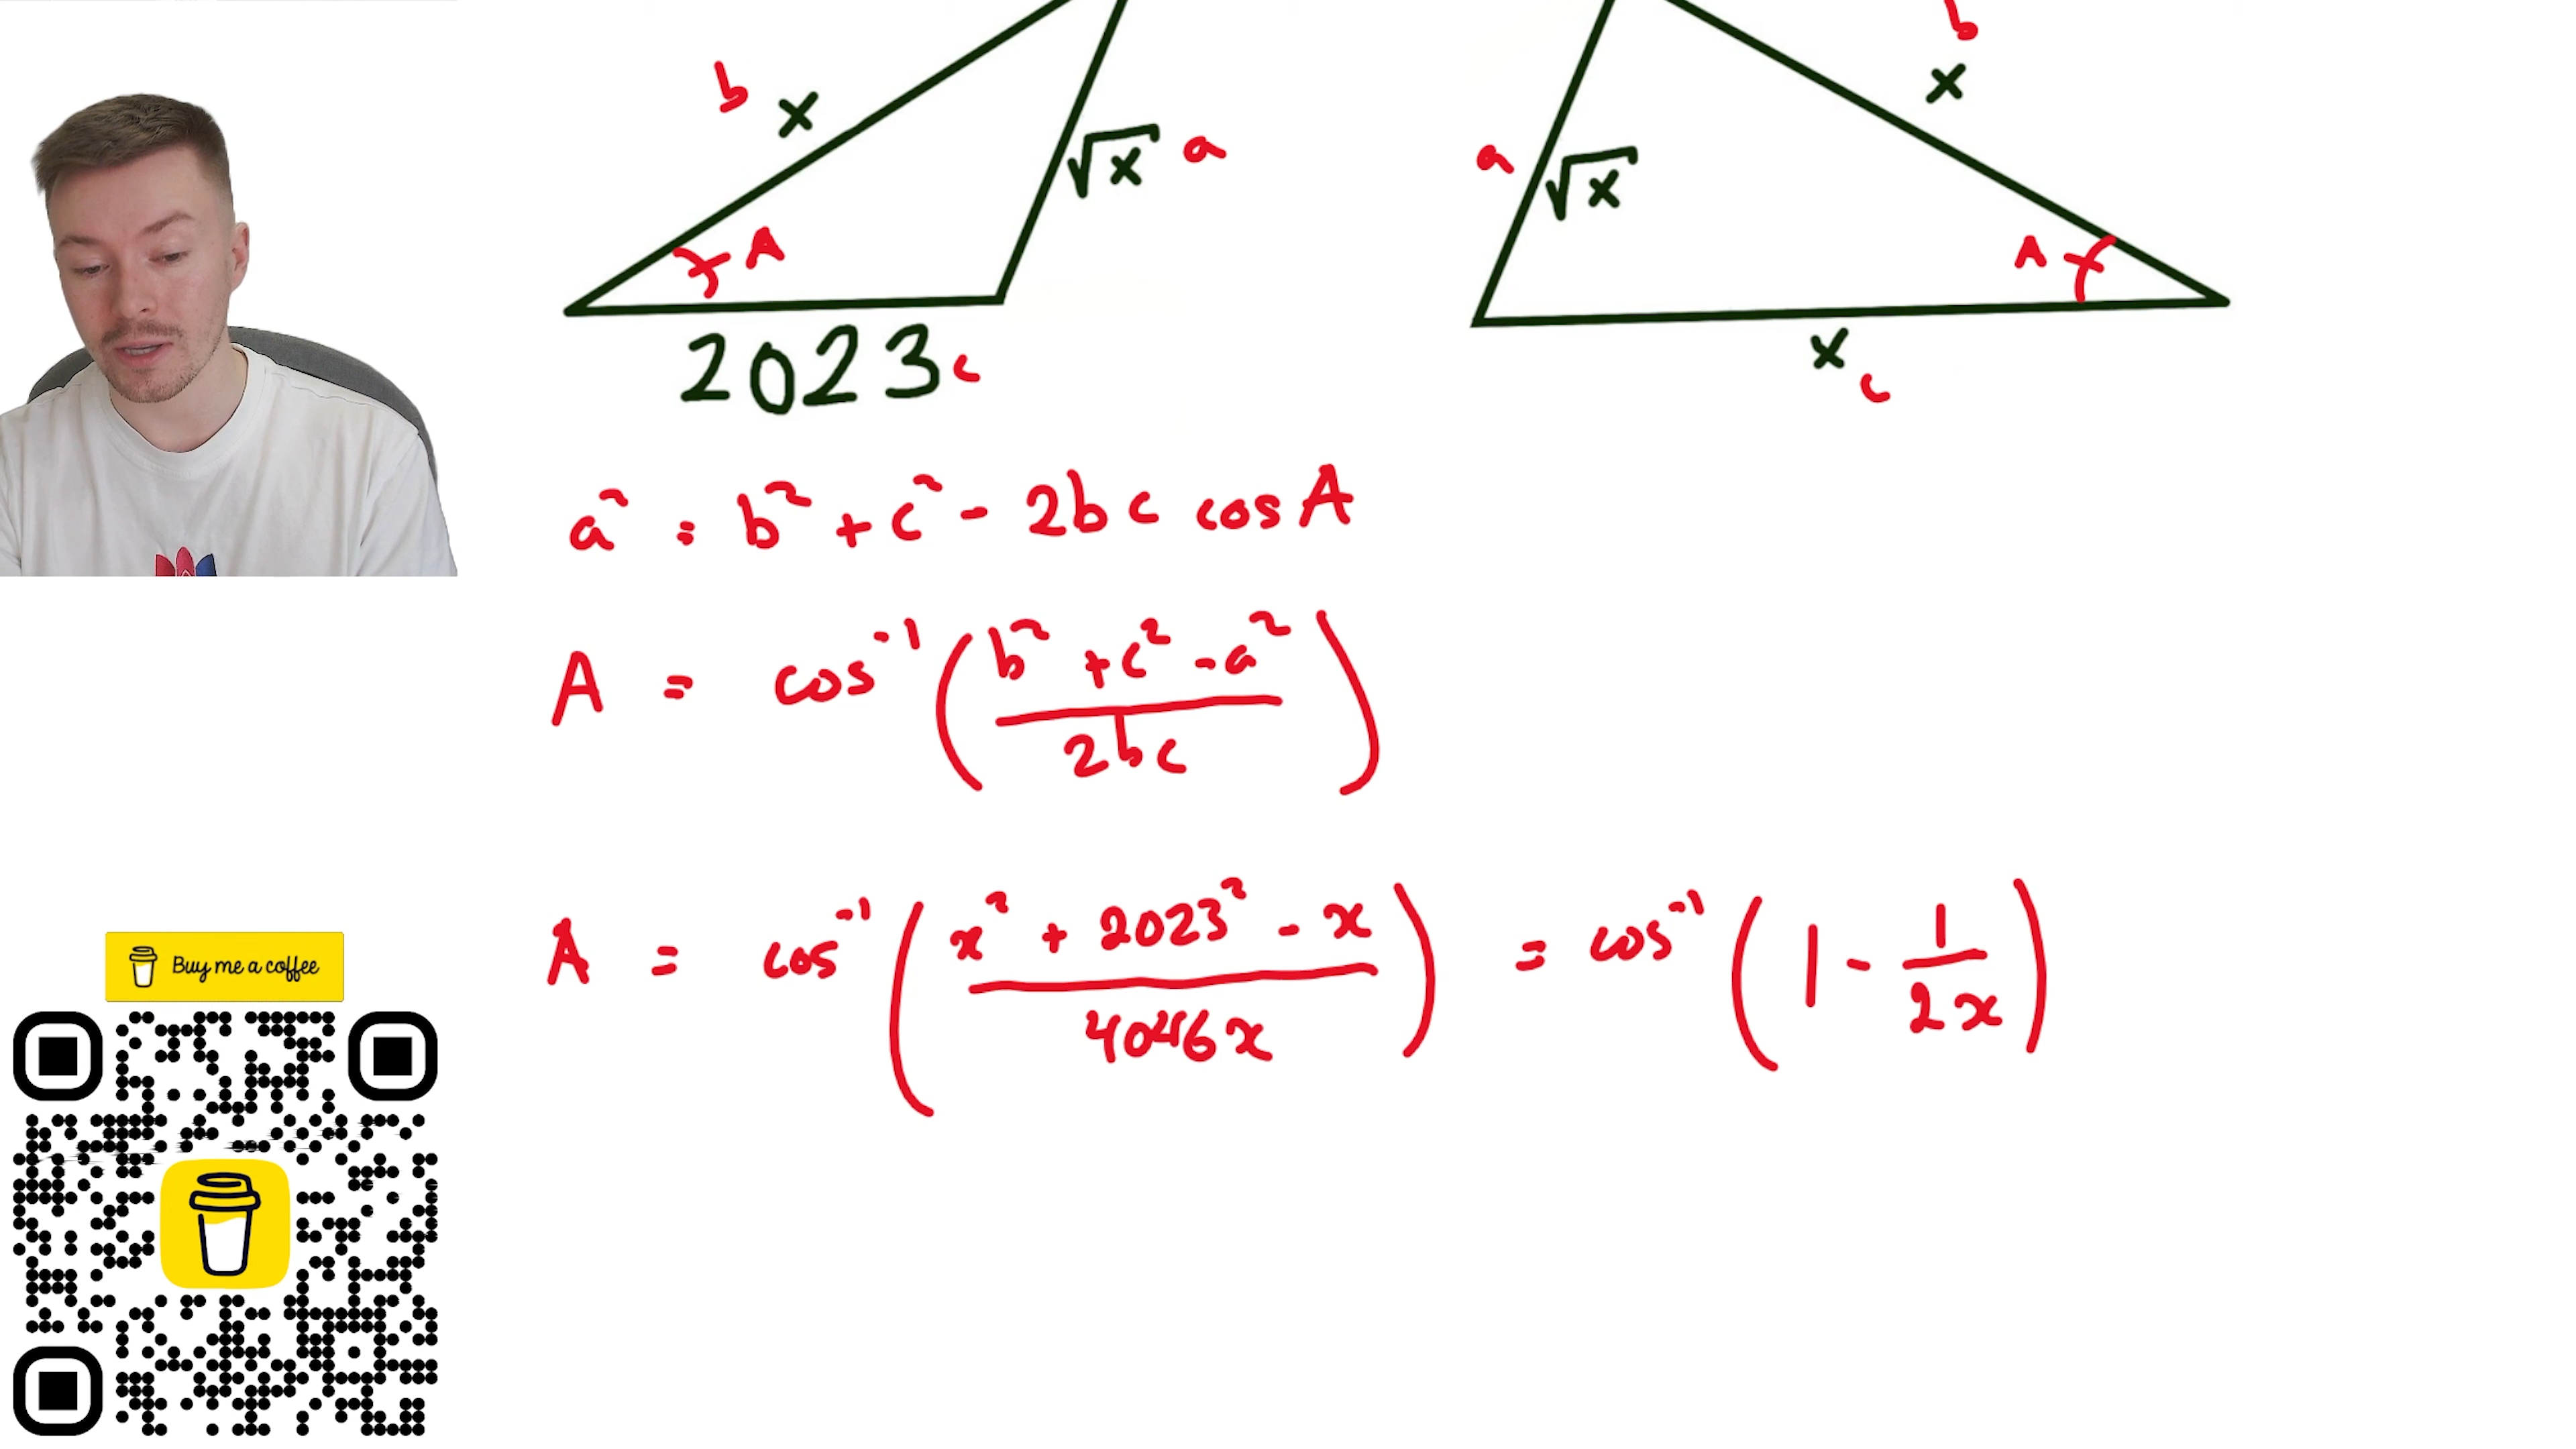 b x
√x a
A
2023 c
b
x
a √x
A
x
c
a² = b² + c² - 2bc cos A
A = cos⁻¹ ( b² + c² - a² / 2bc )
A = cos⁻¹ ( x² + 2023² - x / 4046x ) = cos⁻¹ ( 1 - 1 / 2x )
Buy me a coffee